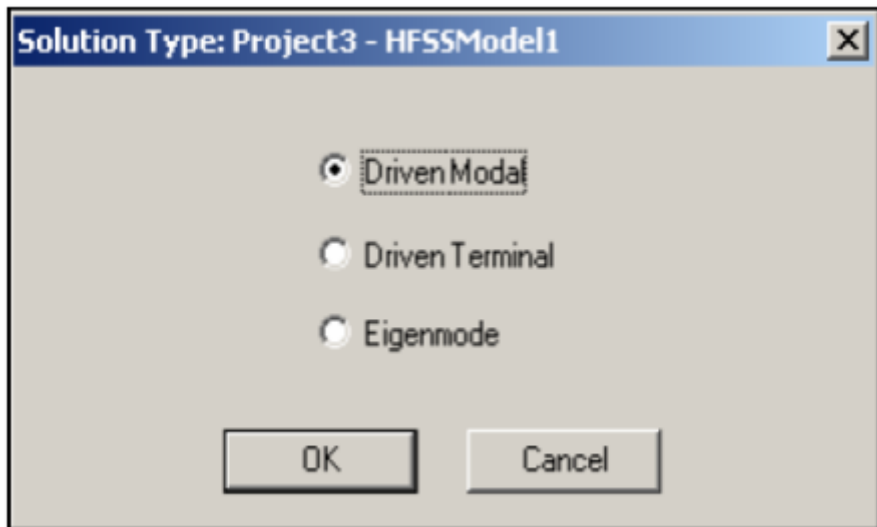 Solution Type: Project3 - HFSSModel1
Driven Modal
Driven Terminal
Eigenmode
OK Cancel